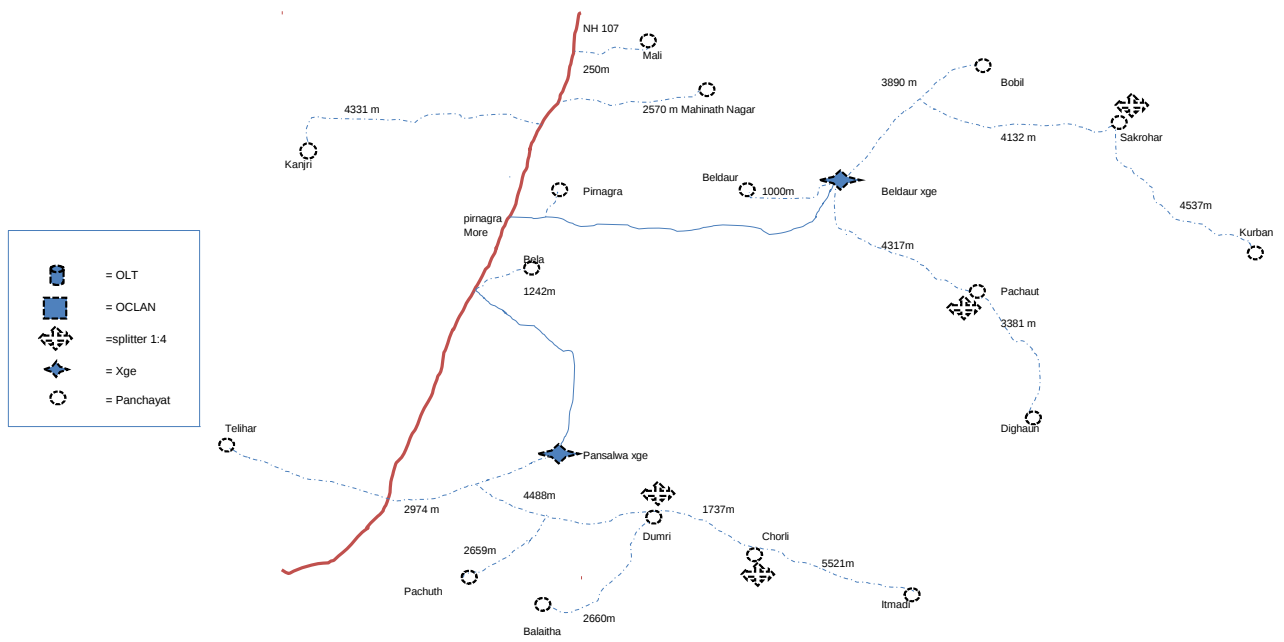 NH 107
Mali
250m
3890 m
Bobil
4331 m
2570 m Mahinath Nagar
4132 m
Sakrohar
Kanjri
Beldaur
1000m
Pirnagra
Beldaur xge
4537m
pirnagra
More
Kurban
4317m
Bela
1242m
Pachaut
3381 m
= OLT
= OCLAN
=splitter 1:4
= Xge
= Panchayat
Telihar
Dighaun
Pansalwa xge
4488m
2974 m
1737m
Dumri
Chorli
2659m
5521m
Pachuth
Itmadi
2660m
Balaitha